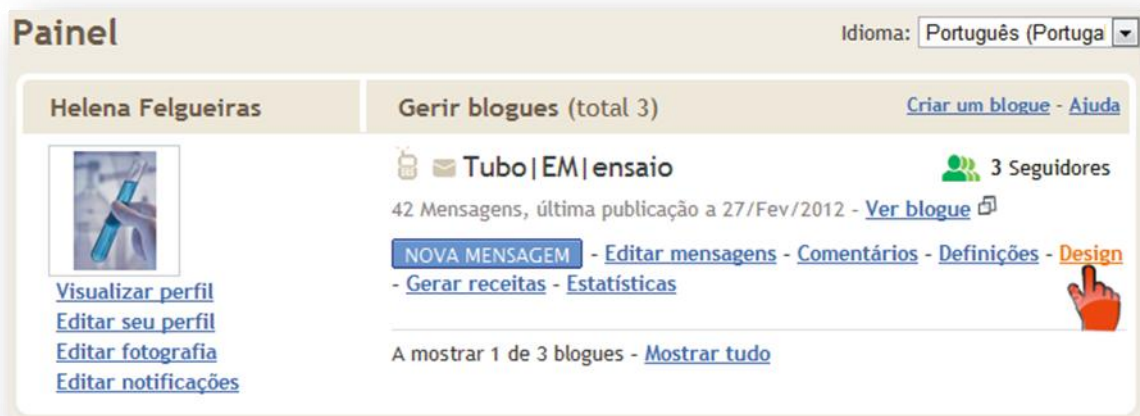 Painel
Idioma: Português (Portugal
Helena Felgueiras
Gerir blogues (total 3)
Criar um blogue - Ajuda
Tubo|EM|ensaio
3 Seguidores
42 Mensagens, última publicação a 27/Fev/2012 - Ver blogue
NOVA MENSAGEM - Editar mensagens - Comentários - Definições - Design
- Gerar receitas - Estatísticas
Visualizar perfil
Editar seu perfil
Editar fotografia
Editar notificações
A mostrar 1 de 3 blogues - Mostrar tudo